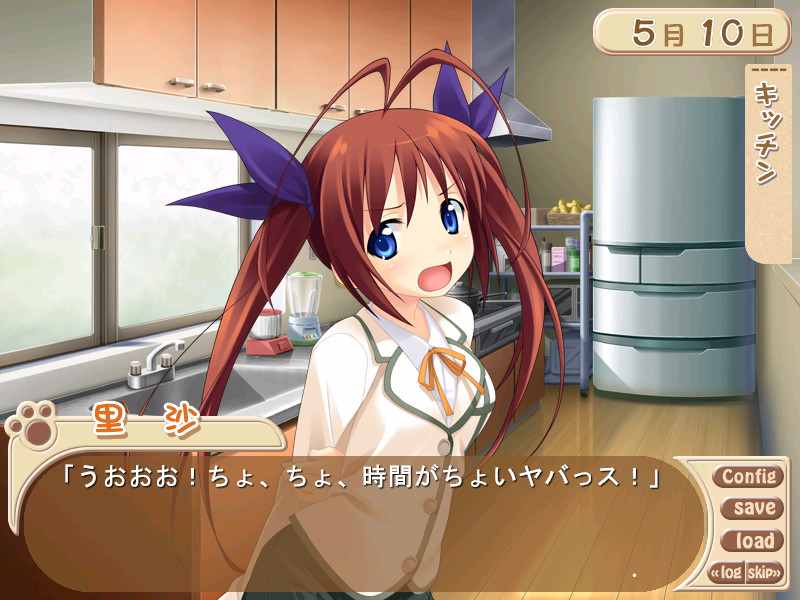 5月10日
キッチン
里沙
「うおおお！ちょ、ちょ、時間がちょいヤバっス！」
Config
save
load
«log skip»